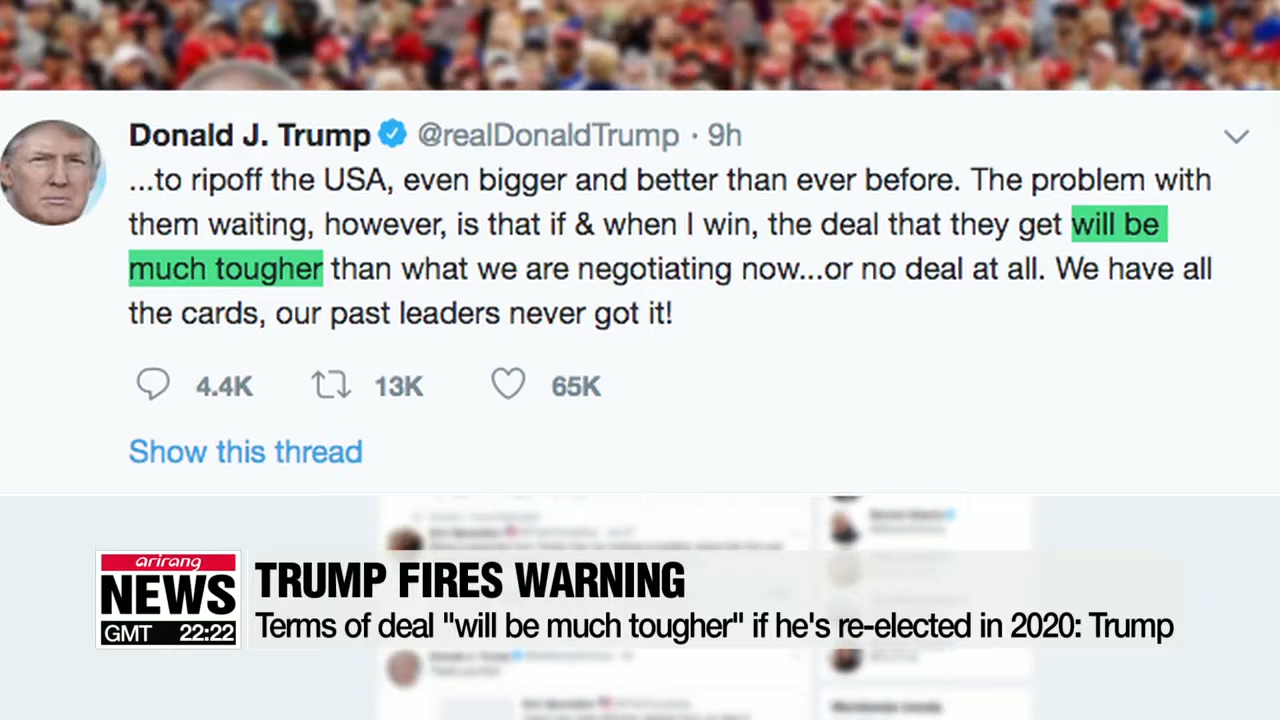 Donald J. Trump @realDonaldTrump · 9h
...to ripoff the USA, even bigger and better than ever before. The problem with
them waiting, however, is that if & when I win, the deal that they get will be
much tougher than what we are negotiating now...or no deal at all. We have all
the cards, our past leaders never got it!
4.4K 13K 65K
Show this thread
arirang
NEWS
GMT 22:22
TRUMP FIRES WARNING
Terms of deal "will be much tougher" if he's re-elected in 2020: Trump